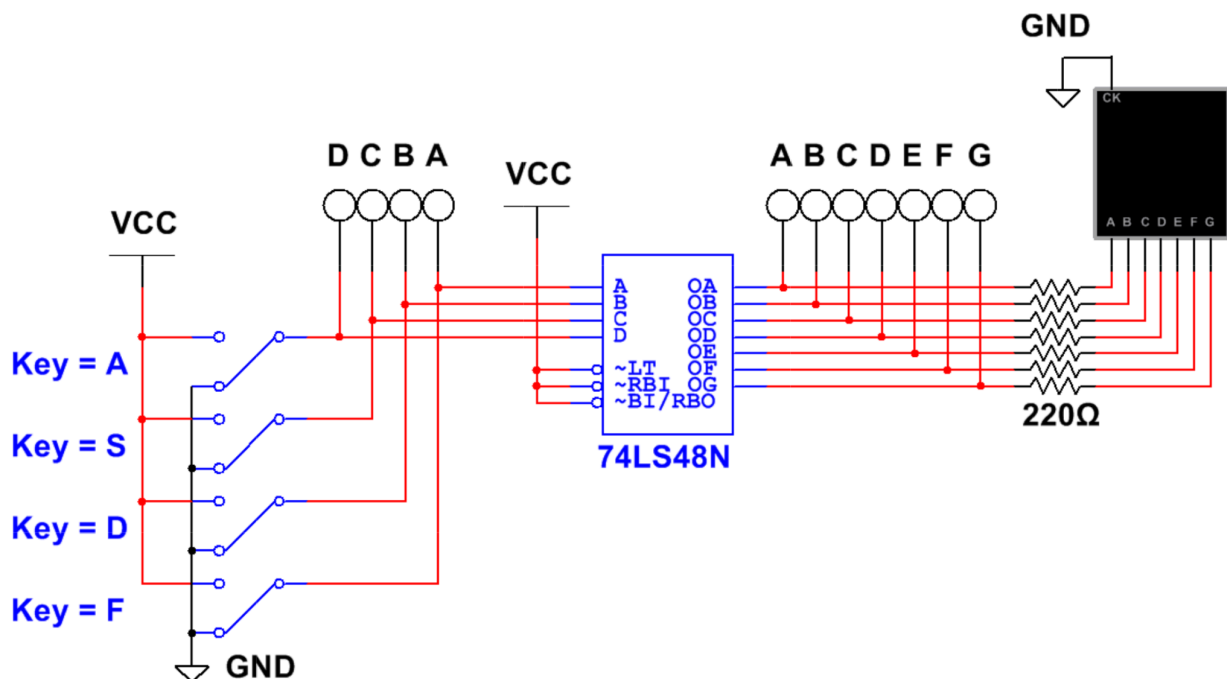 GND
CK
D C B A
VCC
A B C D E F G
VCC
A B C D E F G
A OA
B OB
C OC
D OD
OE
~LT OF
~RBI OG
~BI/RBO
Key = A
220Ω
Key = S
74LS48N
Key = D
Key = F
GND